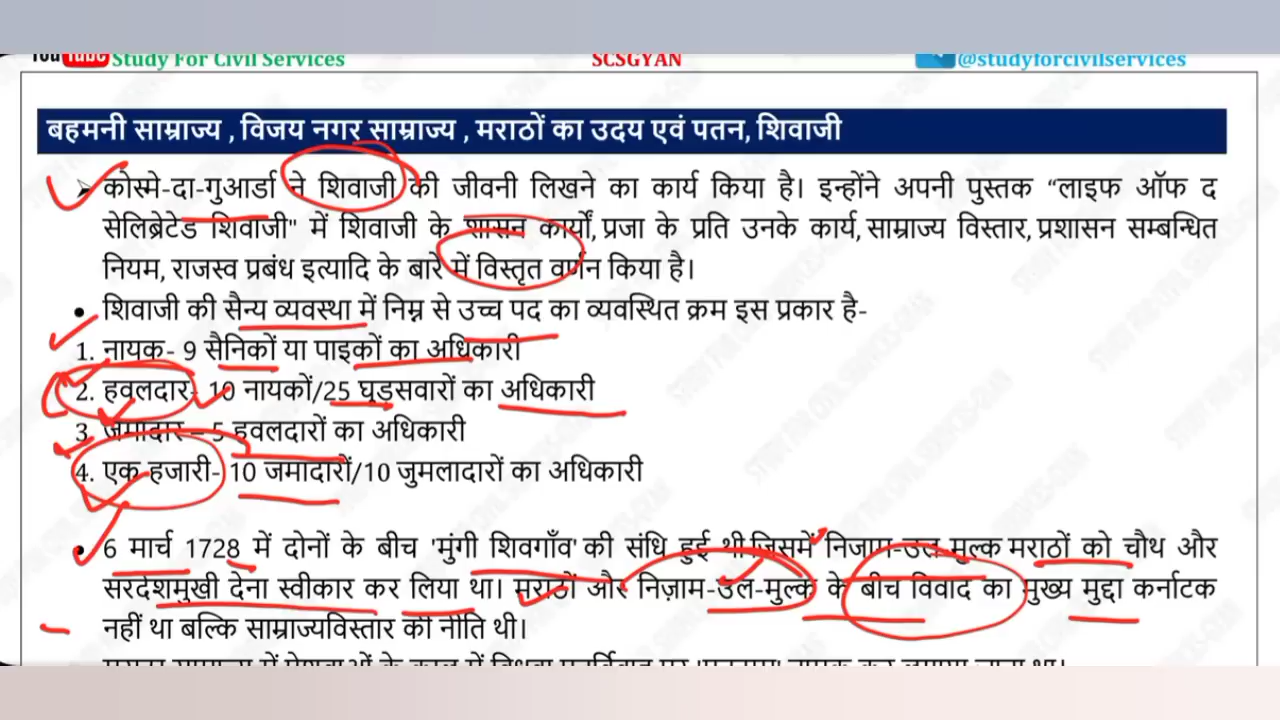 YouTube Study For Civil Services SCSGYAN @studyforcivilservices
बहमनी साम्राज्य , विजय नगर साम्राज्य , मराठों का उदय एवं पतन, शिवाजी
➢ कोस्मे-दा-गुआर्डा ने शिवाजी की जीवनी लिखने का कार्य किया है। इन्होंने अपनी पुस्तक “लाइफ ऑफ द
सेलिब्रेटेड शिवाजी" में शिवाजी के शासन कार्यों, प्रजा के प्रति उनके कार्य, साम्राज्य विस्तार, प्रशासन सम्बन्धित
नियम, राजस्व प्रबंध इत्यादि के बारे में विस्तृत वर्णन किया है।
• शिवाजी की सैन्य व्यवस्था में निम्न से उच्च पद का व्यवस्थित क्रम इस प्रकार है-
1. नायक- 9 सैनिकों या पाइकों का अधिकारी
2. हवलदार- 10 नायकों/25 घुड़सवारों का अधिकारी
3. जमादार – 5 हवलदारों का अधिकारी
4. एक हजारी- 10 जमादारों/10 जुमलादारों का अधिकारी
• 6 मार्च 1728 में दोनों के बीच 'मुंगी शिवगाँव' की संधि हुई थी जिसमें निजाम-उल मुल्क मराठों को चौथ और
सरदेशमुखी देना स्वीकार कर लिया था। मराठों और निज़ाम-उल-मुल्क के बीच विवाद का मुख्य मुद्दा कर्नाटक
नहीं था बल्कि साम्राज्यविस्तार की नीति थी।